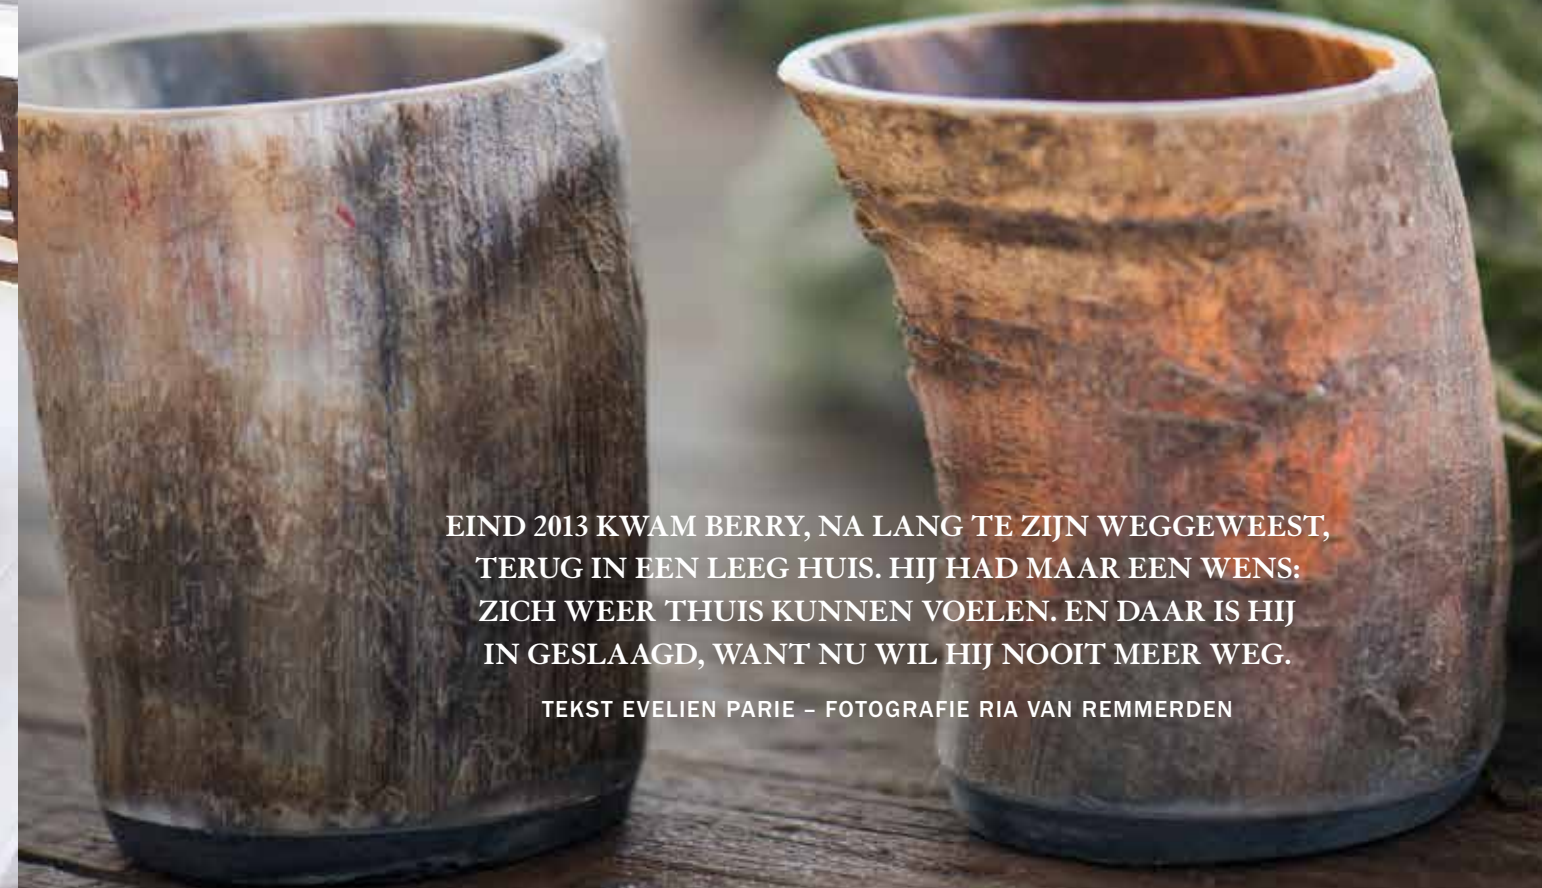 EIND 2013 KWAM BERRY, NA LANG TE ZIJN WEGGEWEEST,
TERUG IN EEN LEEG HUIS. HIJ HAD MAAR EEN WENS:
ZICH WEER THUIS KUNNEN VOELEN. EN DAAR IS HIJ
IN GESLAAGD, WANT NU WIL HIJ NOOIT MEER WEG.
TEKST EVELIEN PARIE – FOTOGRAFIE RIA VAN REMMERDEN